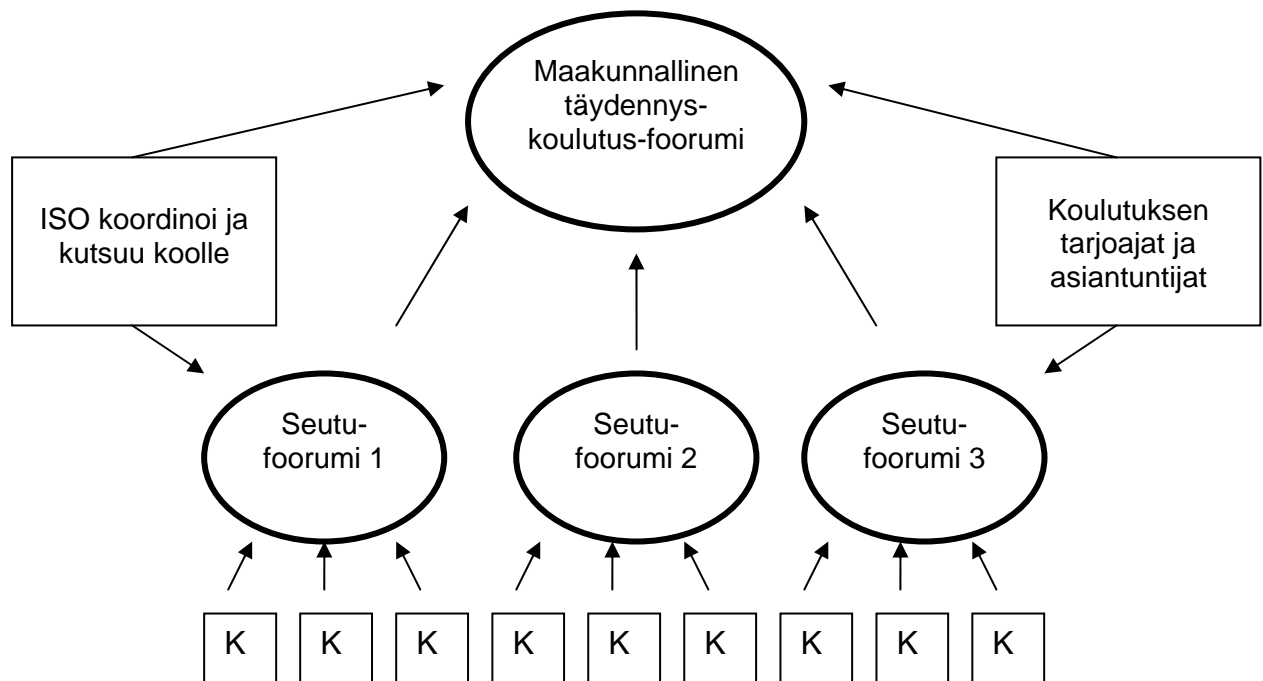 Maakunnallinen
täydennys-
koulutus-foorumi
ISO koordinoi ja
kutsuu koolle
Koulutuksen
tarjoajat ja
asiantuntijat
Seutu-
foorumi 1
Seutu-
foorumi 2
Seutu-
foorumi 3
K K K K K K K K K